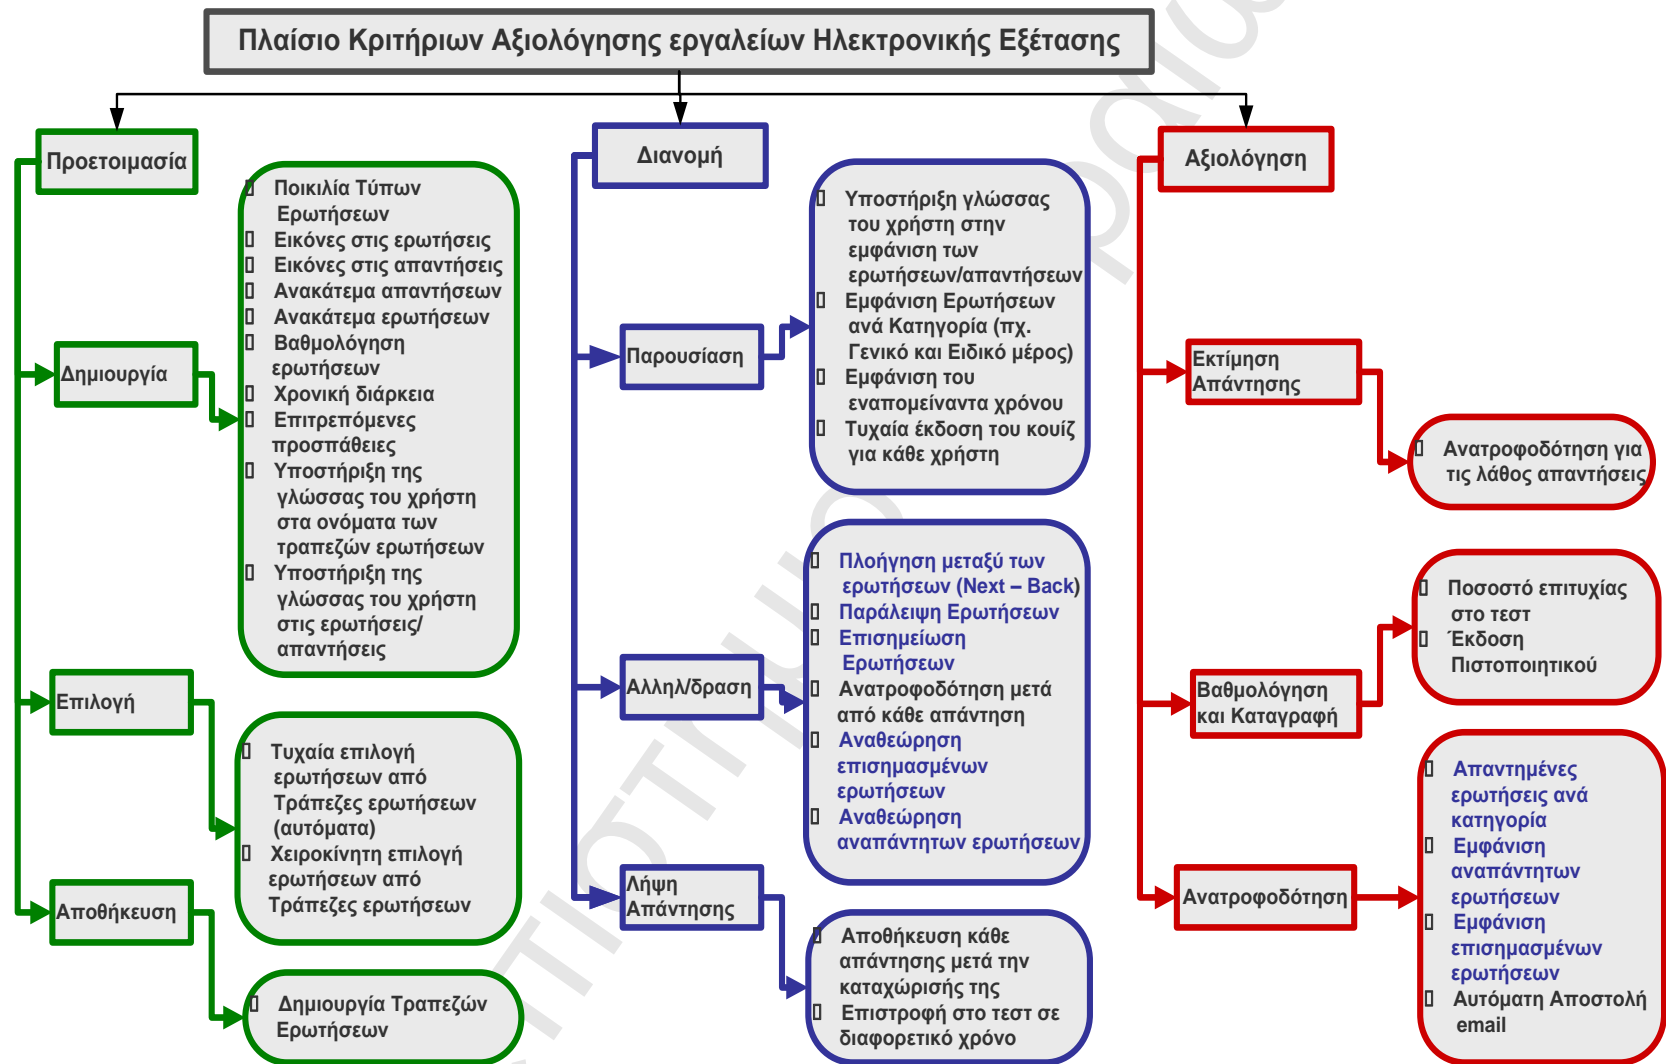 Πλαίσιο Κριτήριων Αξιολόγησης εργαλείων Ηλεκτρονικής Εξέτασης
Προετοιμασία
Δημιουργία
Ποικιλία Τύπων
Ερωτήσεων
Εικόνες στις ερωτήσεις
Εικόνες στις απαντήσεις
Ανακάτεμα απαντήσεων
Ανακάτεμα ερωτήσεων
Βαθμολόγηση
ερωτήσεων
Χρονική διάρκεια
Επιτρεπόμενες
προσπάθειες
Υποστήριξη της
γλώσσας του χρήστη
στα ονόματα των
τραπεζών ερωτήσεων
Υποστήριξη της
γλώσσας του χρήστη
στις ερωτήσεις/
απαντήσεις
Επιλογή
Τυχαία επιλογή
ερωτήσεων από
Τράπεζες ερωτήσεων
(αυτόματα)
Χειροκίνητη επιλογή
ερωτήσεων από
Τράπεζες ερωτήσεων
Αποθήκευση
Δημιουργία Τραπεζών
Ερωτήσεων
Διανομή
Παρουσίαση
Υποστήριξη γλώσσας
του χρήστη στην
εμφάνιση των
ερωτήσεων/απαντήσεων
Εμφάνιση Ερωτήσεων
ανά Κατηγορία (πχ.
Γενικό και Ειδικό μέρος)
Εμφάνιση του
εναπομείναντα χρόνου
Τυχαία έκδοση του κουίζ
για κάθε χρήστη
Αλληλ/δραση
Πλοήγηση μεταξύ των
ερωτήσεων (Next – Back)
Παράλειψη Ερωτήσεων
Επισημείωση
Ερωτήσεων
Ανατροφοδότηση μετά
από κάθε απάντηση
Αναθεώρηση
επισημασμένων
ερωτήσεων
Αναθεώρηση
αναπάντητων ερωτήσεων
Λήψη
Απάντησης
Αποθήκευση κάθε
απάντησης μετά την
καταχώρισής της
Επιστροφή στο τεστ σε
διαφορετικό χρόνο
Αξιολόγηση
Εκτίμηση
Απάντησης
Ανατροφοδότηση για
τις λάθος απαντήσεις
Βαθμολόγηση
και Καταγραφή
Ποσοστό επιτυχίας
στο τεστ
Έκδοση
Πιστοποιητικού
Ανατροφοδότηση
Απαντημένες
ερωτήσεις ανά
κατηγορία
Εμφάνιση
αναπάντητων
ερωτήσεων
Εμφάνιση
επισημασμένων
ερωτήσεων
Αυτόματη Αποστολή
email